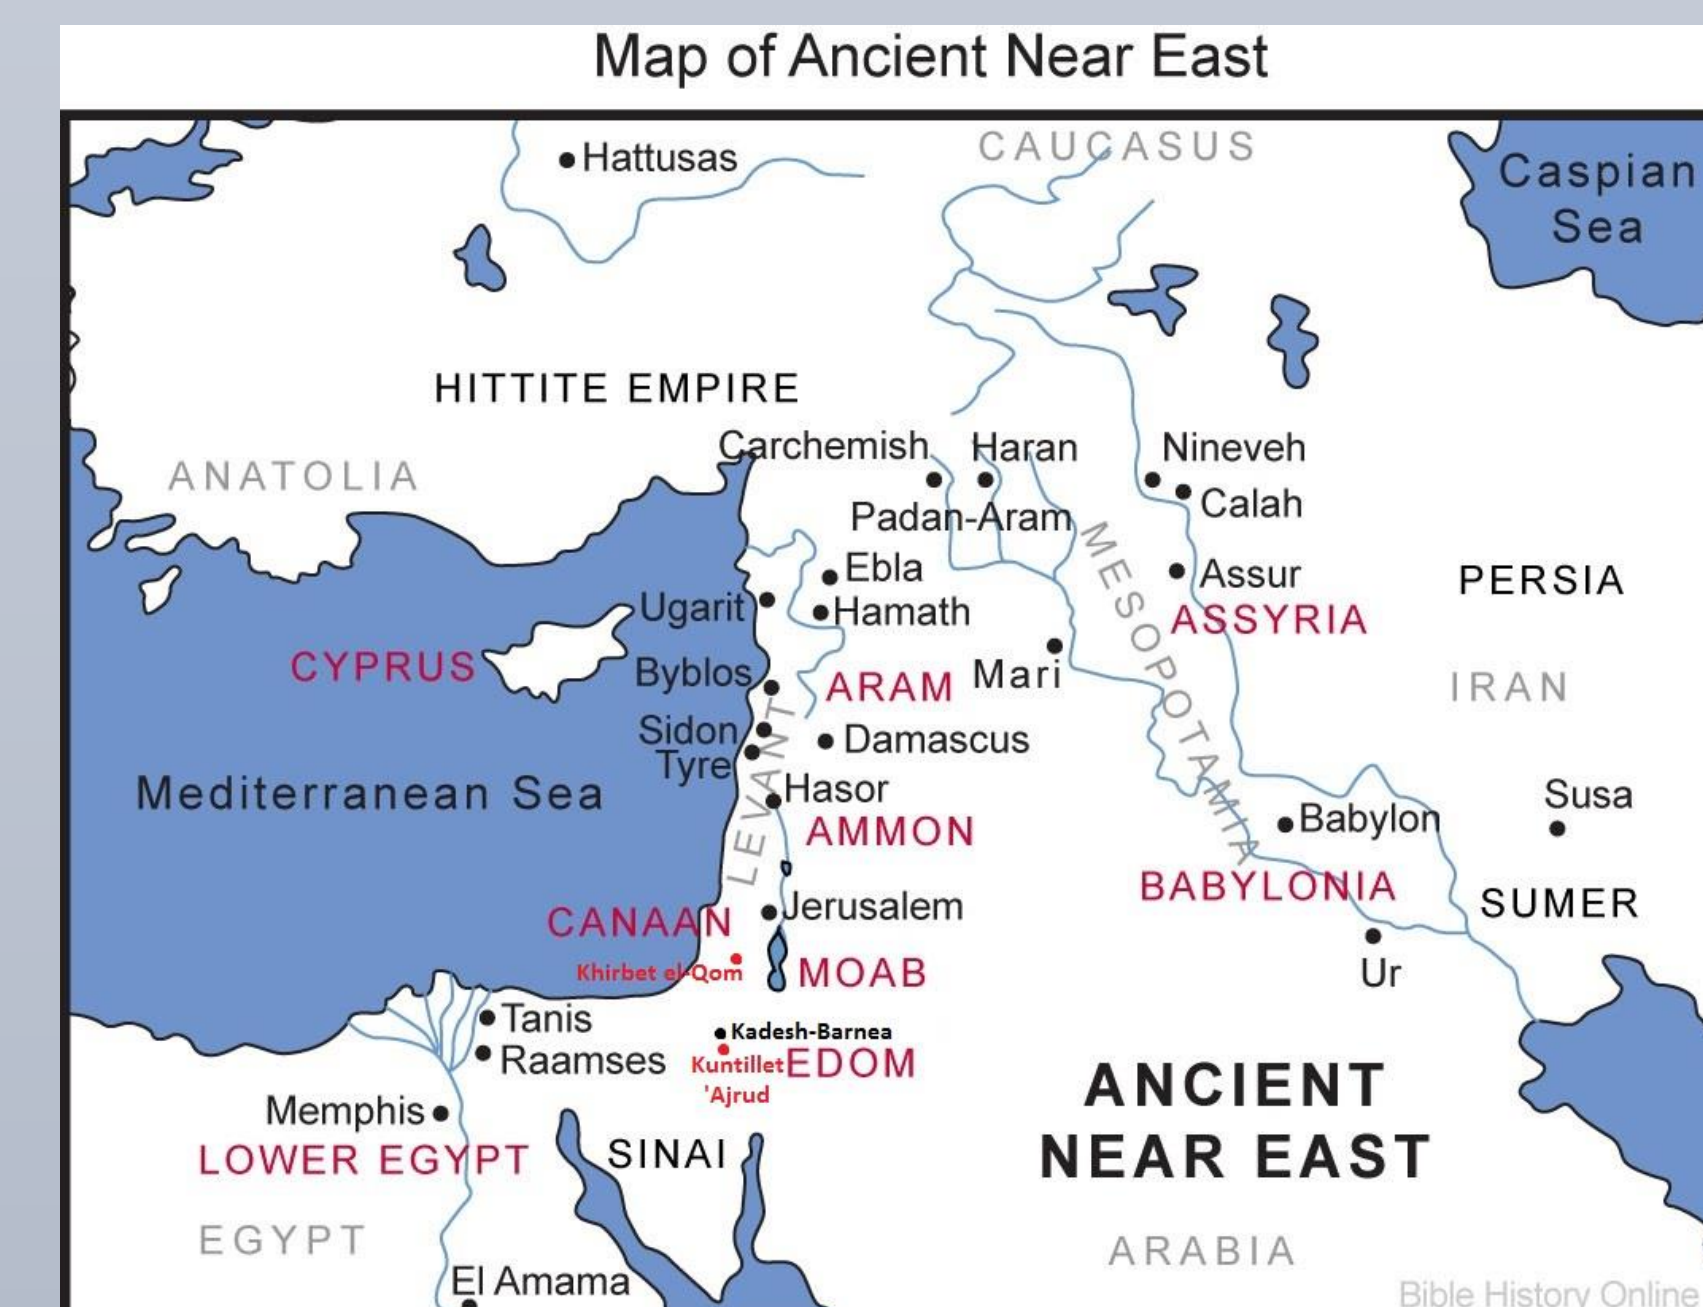 Map of Ancient Near East
CAUCASUS
Hattusas
Caspian
Sea
HITTITE EMPIRE
Carchemish
Haran
Nineveh
ANATOLIA
Calah
Padan-Aram
MESOPOTAMIA
Ebla
Assur
PERSIA
Ugarit
Hamath
ASSYRIA
CYPRUS
Byblos
ARAM
Mari
IRAN
Sidon
Damascus
Tyre
LEVANT
Mediterranean Sea
Hasor
Susa
AMMON
Babylon
BABYLONIA
SUMER
CANAAN
Jerusalem
Khirbet el-Qom
MOAB
Ur
Tanis
Kadesh-Barnea
Raamses
Kuntillet
'Ajrud
EDOM
ANCIENT
NEAR EAST
Memphis
LOWER EGYPT
SINAI
EGYPT
ARABIA
El Amama
Bible History Online